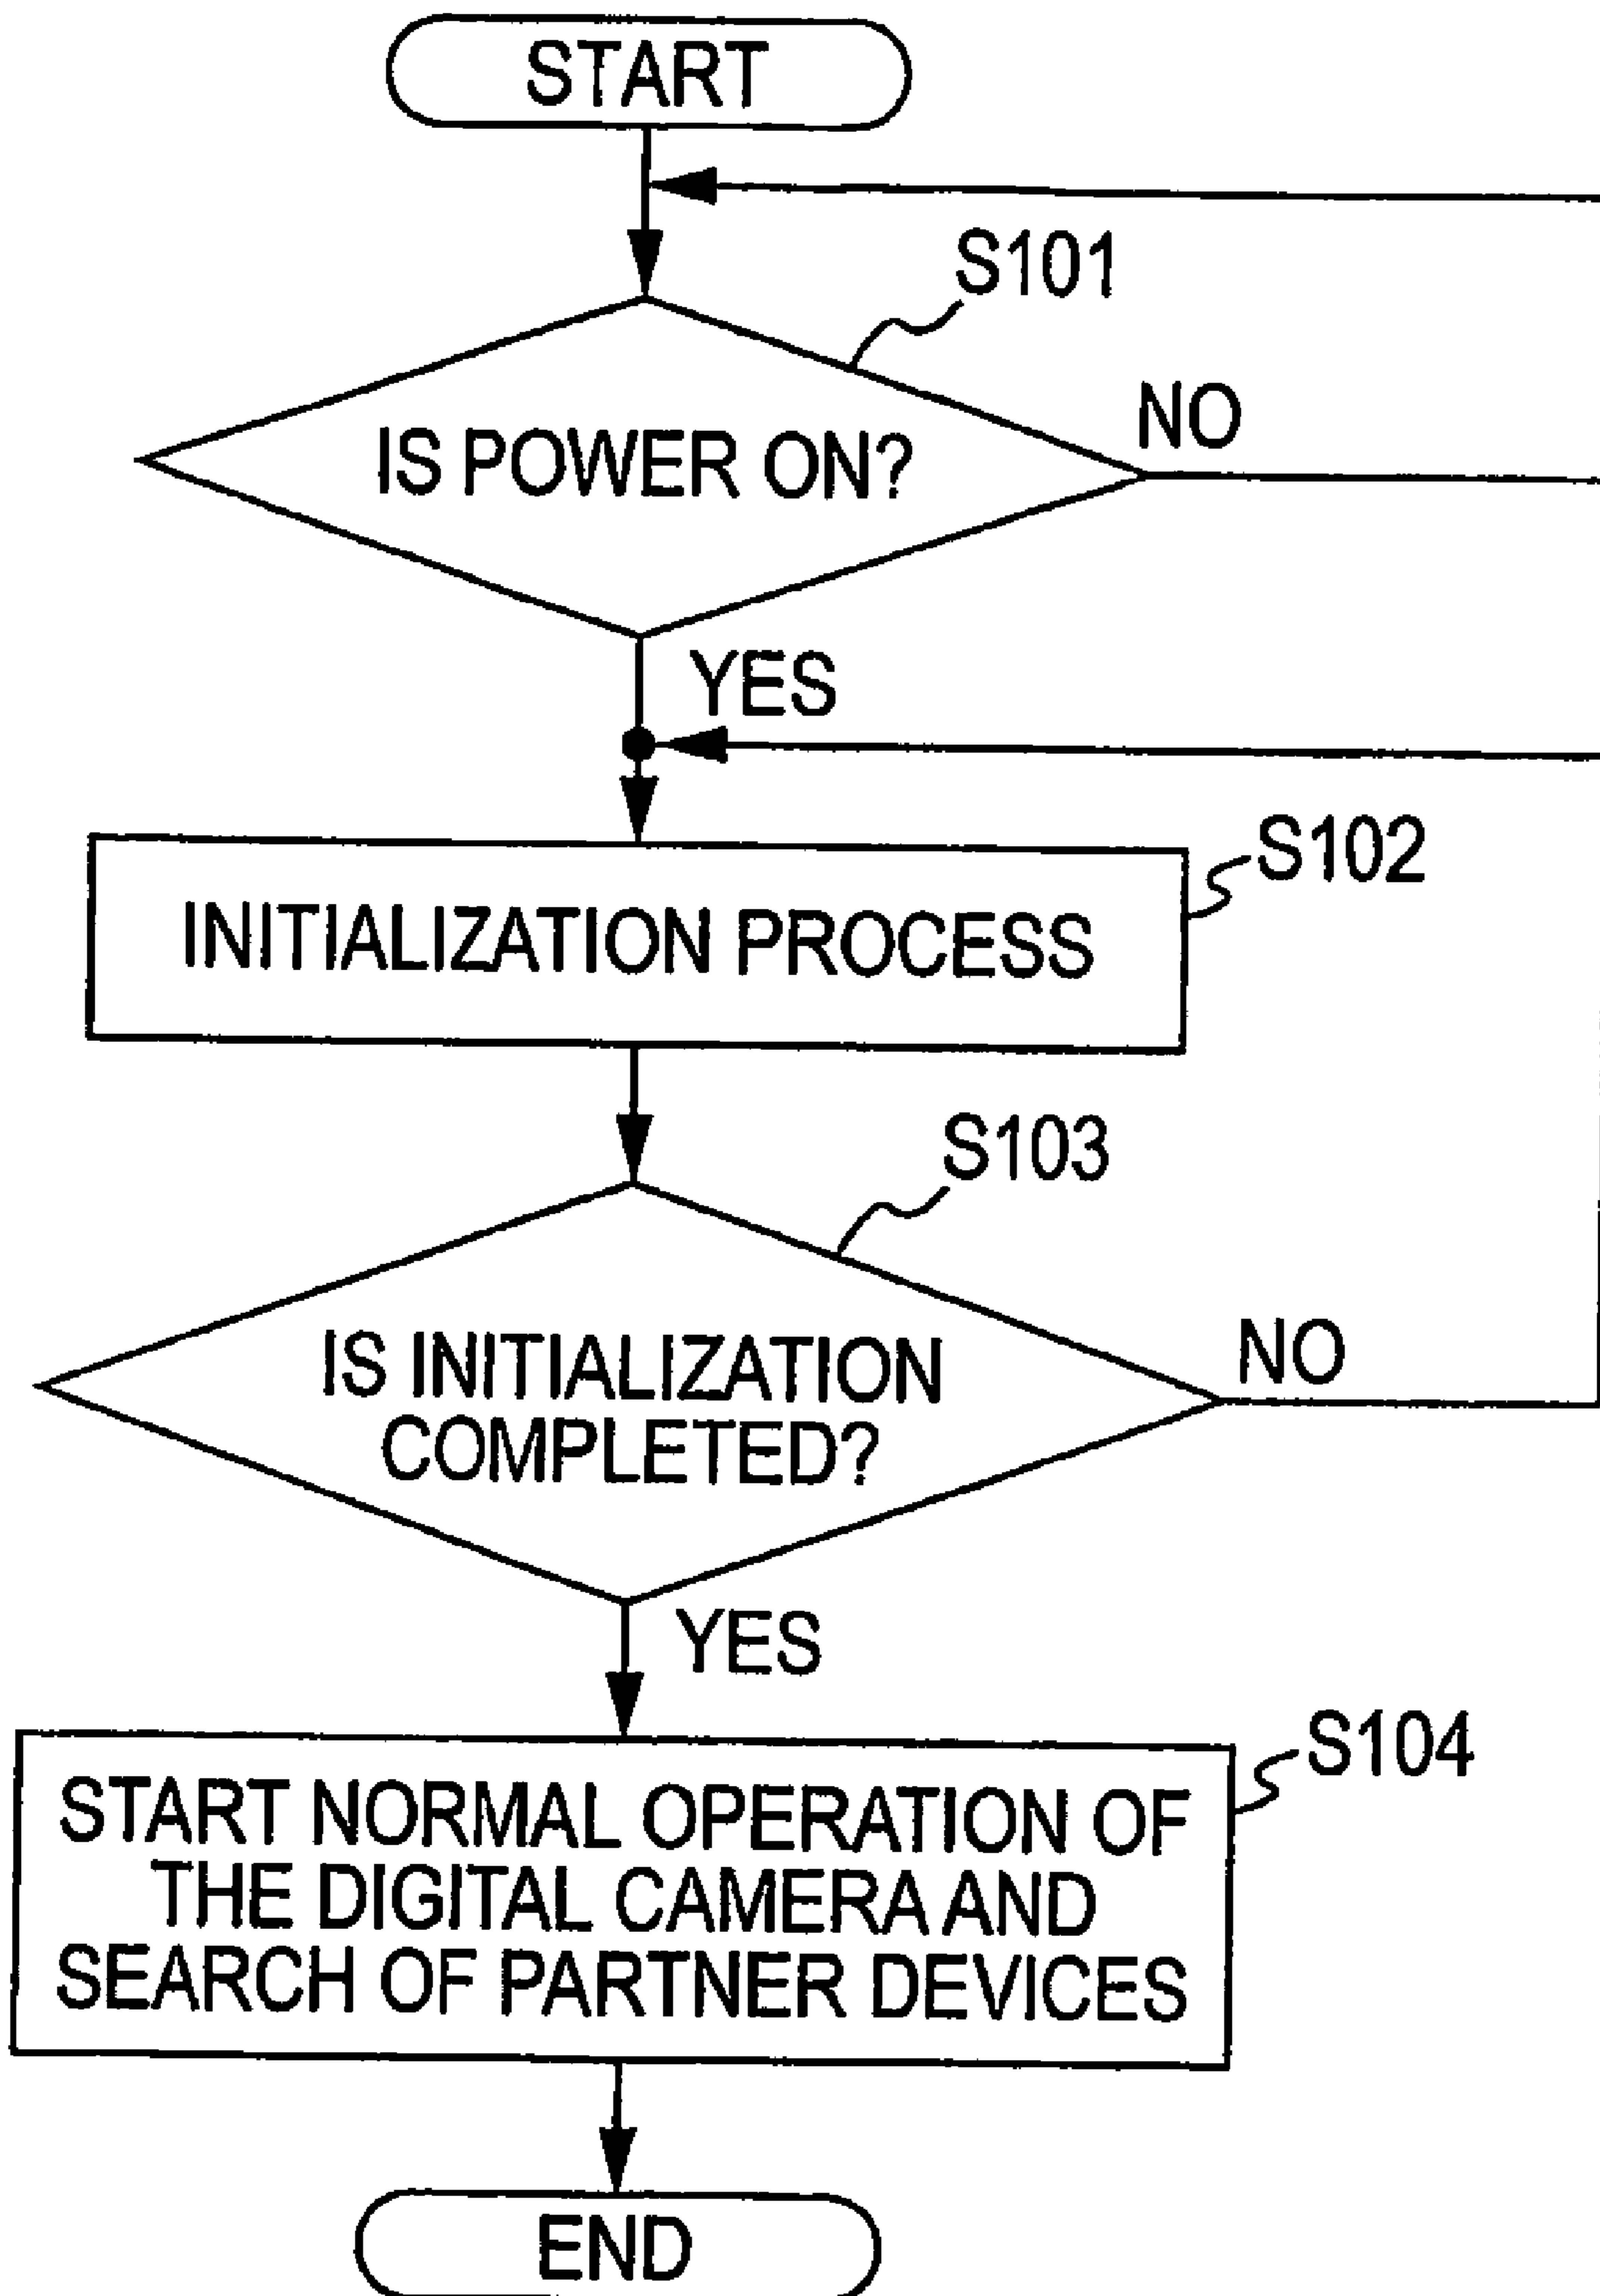 START
S101
IS POWER ON?
NO
YES
S102
INITIALIZATION PROCESS
S103
IS INITIALIZATION
COMPLETED?
NO
YES
S104
START NORMAL OPERATION OF
THE DIGITAL CAMERA AND
SEARCH OF PARTNER DEVICES
END